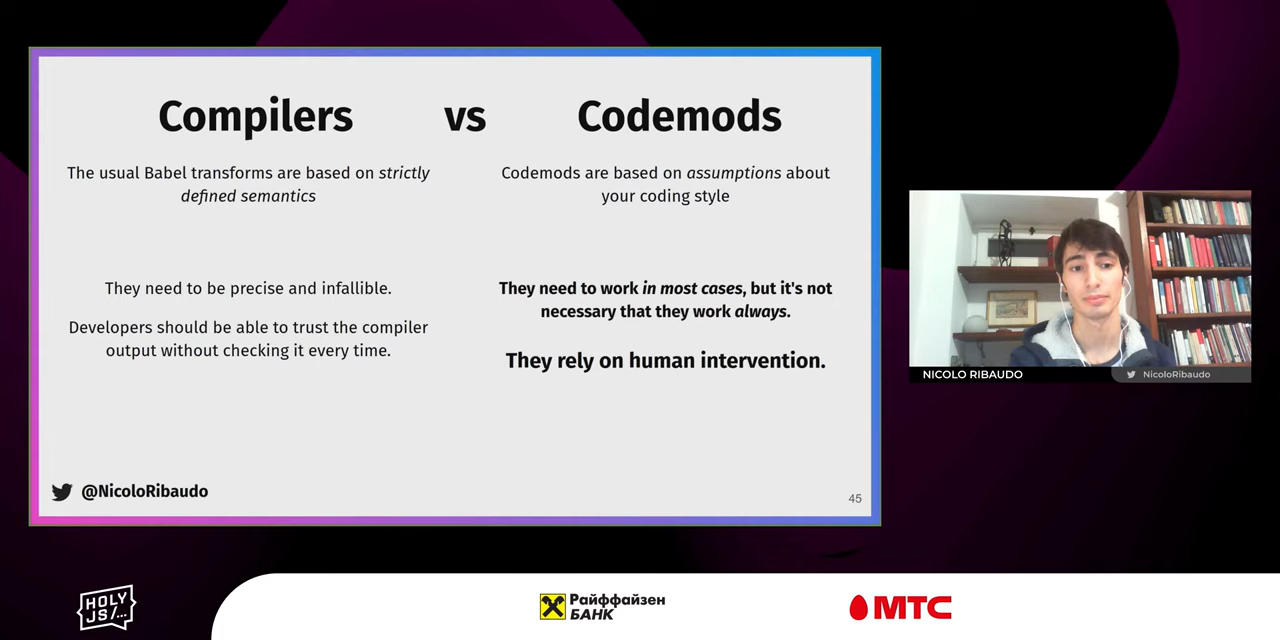 Compilers vs Codemods
The usual Babel transforms are based on strictly
defined semantics
Codemods are based on assumptions about
your coding style
They need to be precise and infallible.
Developers should be able to trust the compiler
output without checking it every time.
They need to work in most cases, but it's not
necessary that they work always.
They rely on human intervention.
@NicoloRibaudo
45
NICOLO RIBAUDO
NicoloRibaudo
HOLY
JS/...
Райффайзен
БАНК
МТС